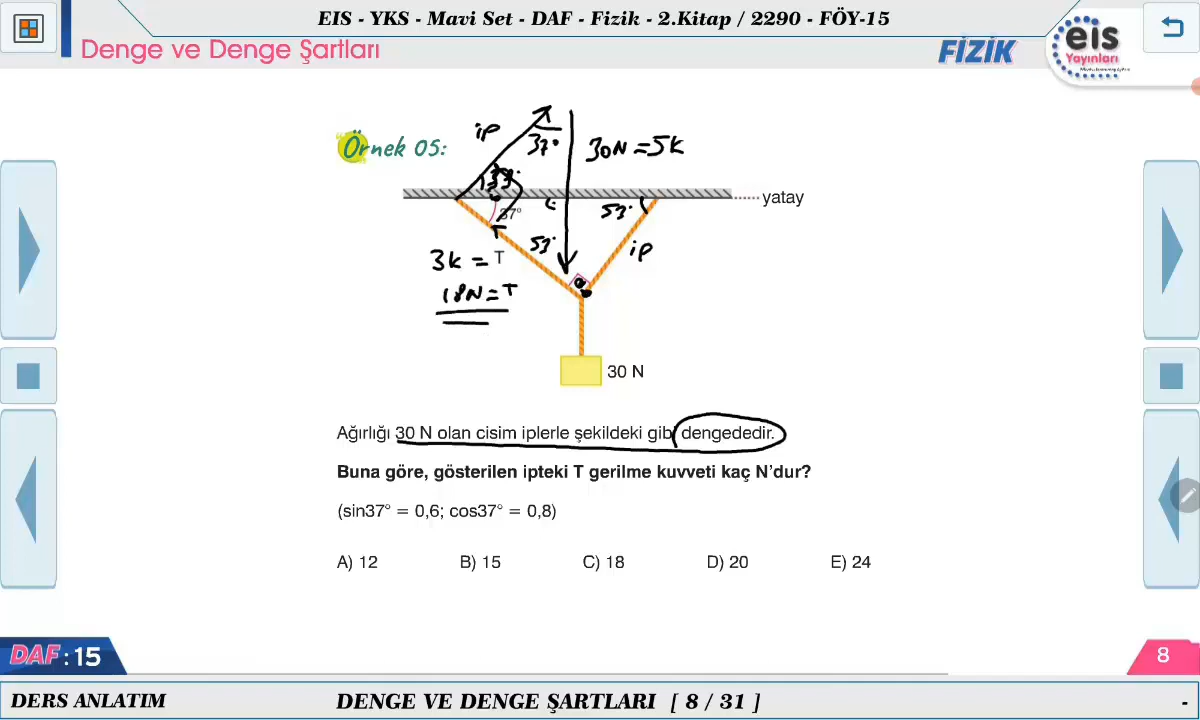 EIS - YKS - Mavi Set - DAF - Fizik - 2.Kitap / 2290 - FÖY-15
Denge ve Denge Şartları
FİZİK
eis
Yayınları
Örnek 05:
ip
37°
30N = 5k
53°
yatay
37°
53°
53°
ip
3k = T
18N = T
30 N
Ağırlığı 30 N olan cisim iplerle şekildeki gibi dengededir.
Buna göre, gösterilen ipteki T gerilme kuvveti kaç N'dur?
(sin37° = 0,6; cos37° = 0,8)
A) 12 B) 15 C) 18 D) 20 E) 24
DAF : 15
8
DERS ANLATIM DENGE VE DENGE ŞARTLARI [ 8 / 31 ] -